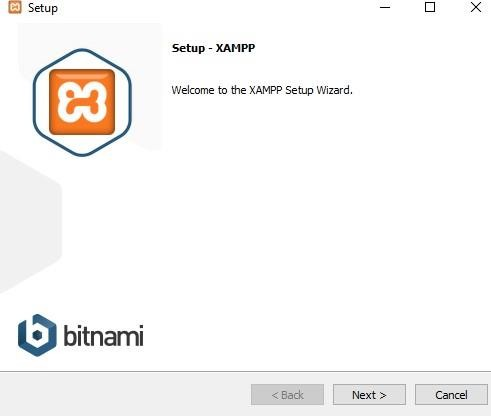 Setup
Setup - XAMPP
Welcome to the XAMPP Setup Wizard.
bitnami
< Back
Next >
Cancel